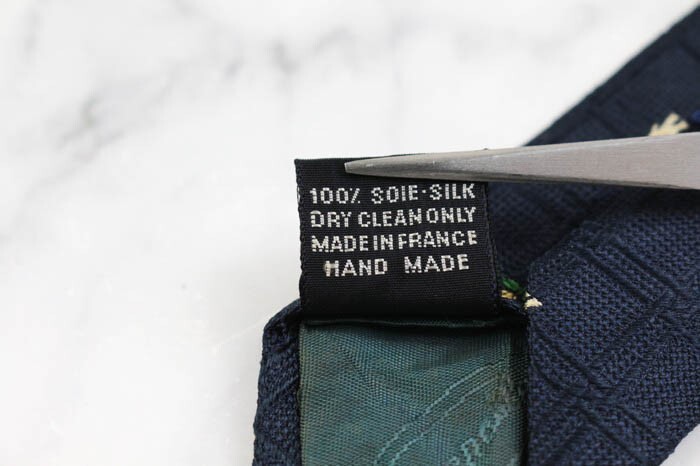 100% SOIE-SILK
DRY CLEAN ONLY
MADE IN FRANCE
HAND MADE